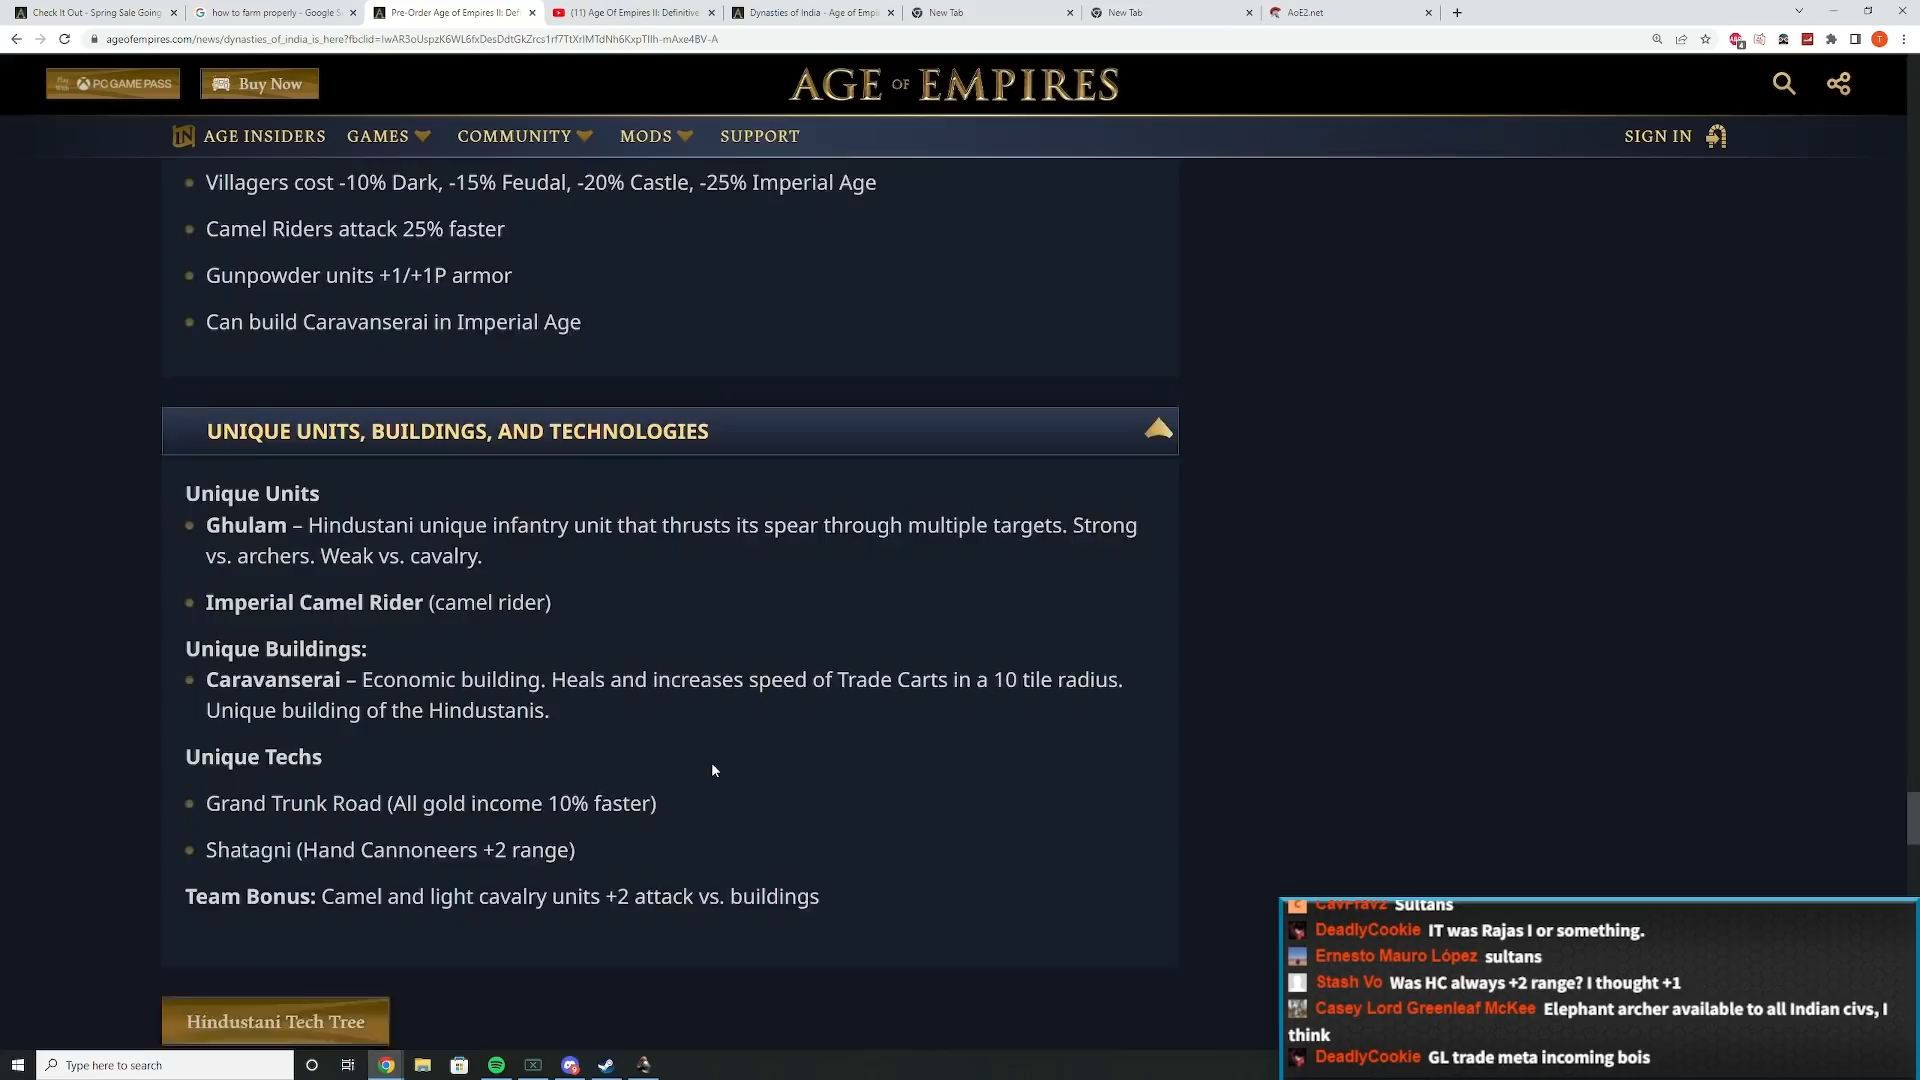 Check It Out - Spring Sale Going
how to farm properly - Google S
Pre-Order Age of Empires II: Defi
(11) Age Of Empires II: Definitive
Dynasties of India - Age of Empi
New Tab
New Tab
AoE2.net
ageofempires.com/news/dynasties_of_india_is_here?fbclid=IwAR3oUspzK6WL6fxDesDdtGkZrcs1rf7TtXrlMTdNh6KxpTIlh-mAxe4BV-A
Play With PC GAME PASS
Buy Now
AGE OF EMPIRES
IN AGE INSIDERS
GAMES
COMMUNITY
MODS
SUPPORT
SIGN IN
Villagers cost -10% Dark, -15% Feudal, -20% Castle, -25% Imperial Age
Camel Riders attack 25% faster
Gunpowder units +1/+1P armor
Can build Caravanserai in Imperial Age
UNIQUE UNITS, BUILDINGS, AND TECHNOLOGIES
Unique Units
Ghulam – Hindustani unique infantry unit that thrusts its spear through multiple targets. Strong
vs. archers. Weak vs. cavalry.
Imperial Camel Rider (camel rider)
Unique Buildings:
Caravanserai – Economic building. Heals and increases speed of Trade Carts in a 10 tile radius.
Unique building of the Hindustanis.
Unique Techs
Grand Trunk Road (All gold income 10% faster)
Shatagni (Hand Cannoneers +2 range)
Team Bonus: Camel and light cavalry units +2 attack vs. buildings
Hindustani Tech Tree
CavPrav2 Sultans
DeadlyCookie IT was Rajas I or something.
Ernesto Mauro López sultans
Stash Vo Was HC always +2 range? I thought +1
Casey Lord Greenleaf McKee Elephant archer available to all Indian civs, I
think
DeadlyCookie GL trade meta incoming bois
Type here to search